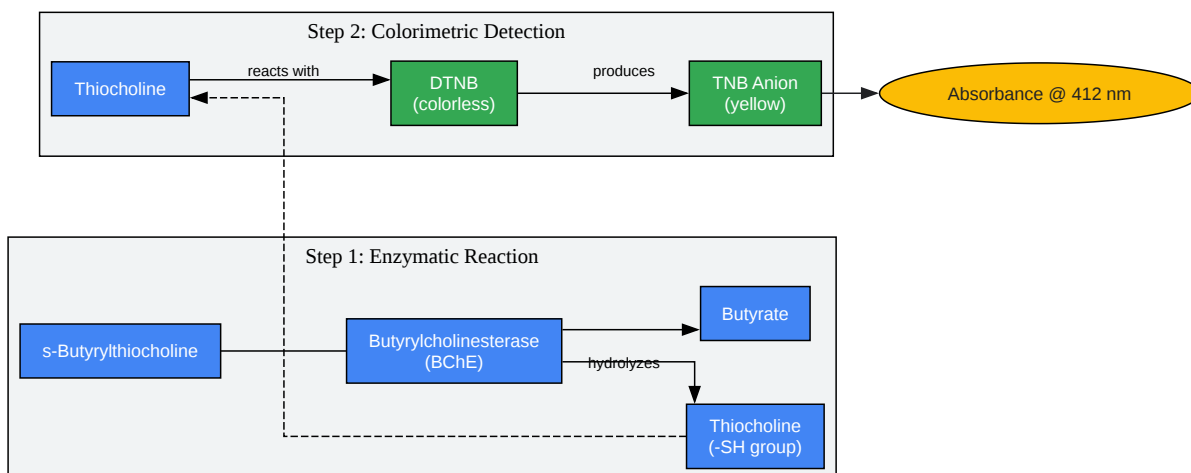 Step 2: Colorimetric Detection
Thiocholine
reacts with
DTNB
(colorless)
produces
TNB Anion
(yellow)
Absorbance @ 412 nm
Step 1: Enzymatic Reaction
s-Butyrylthiocholine
Butyrylcholinesterase
(BChE)
hydrolyzes
Butyrate
Thiocholine
(-SH group)